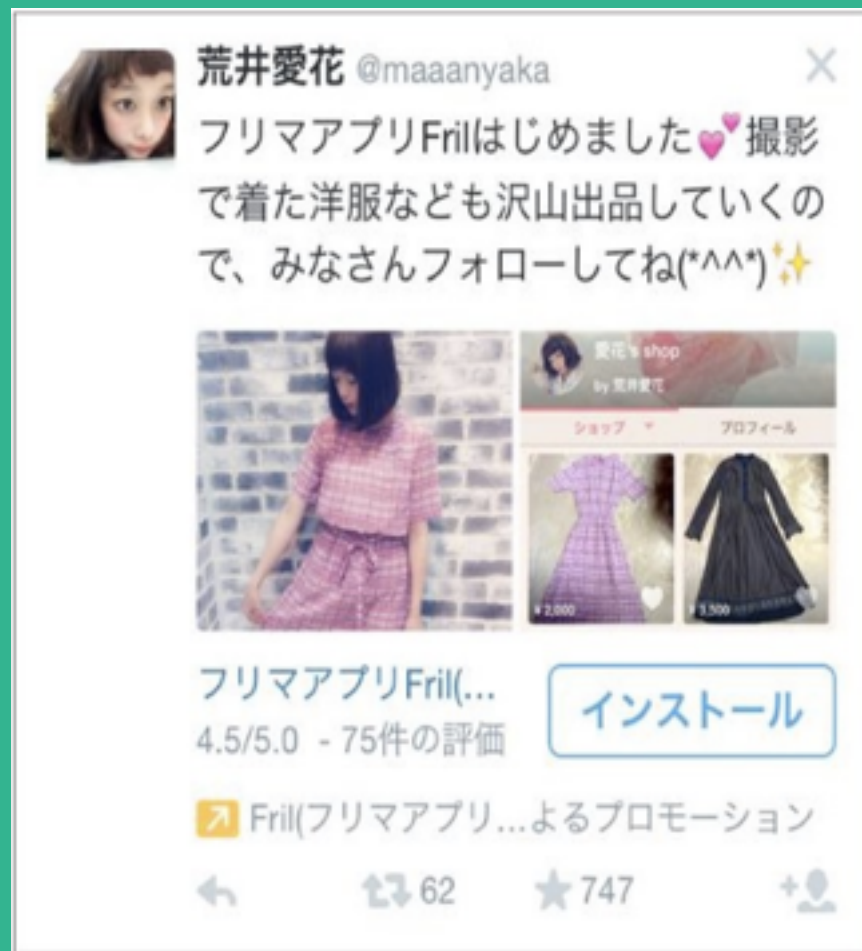 荒井愛花 @maaanyaka
フリマアプリFrilはじめました💕撮影
で着た洋服なども沢山出品していくの
で、みなさんフォローしてね(*^^*)✨
愛花's shop
by 荒井愛花
ショップ ▼ プロフィール
¥2,000 ¥3,500
フリマアプリFril(...
インストール
4.5/5.0 - 75件の評価
Fril(フリマアプリ...よるプロモーション
62 747